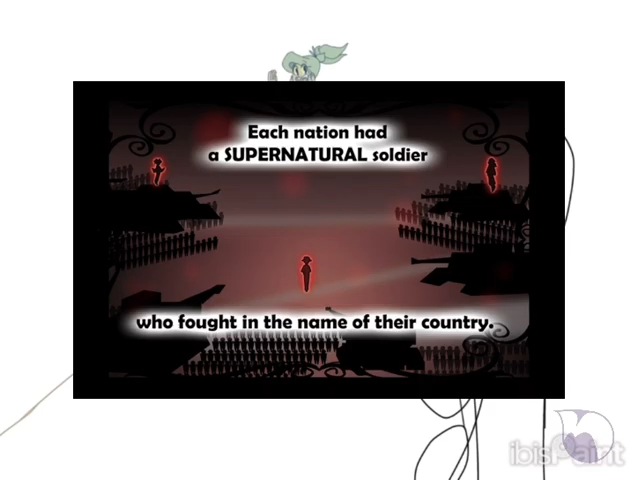 Each nation had
a SUPERNATURAL soldier
who fought in the name of their country.
ibisPaint